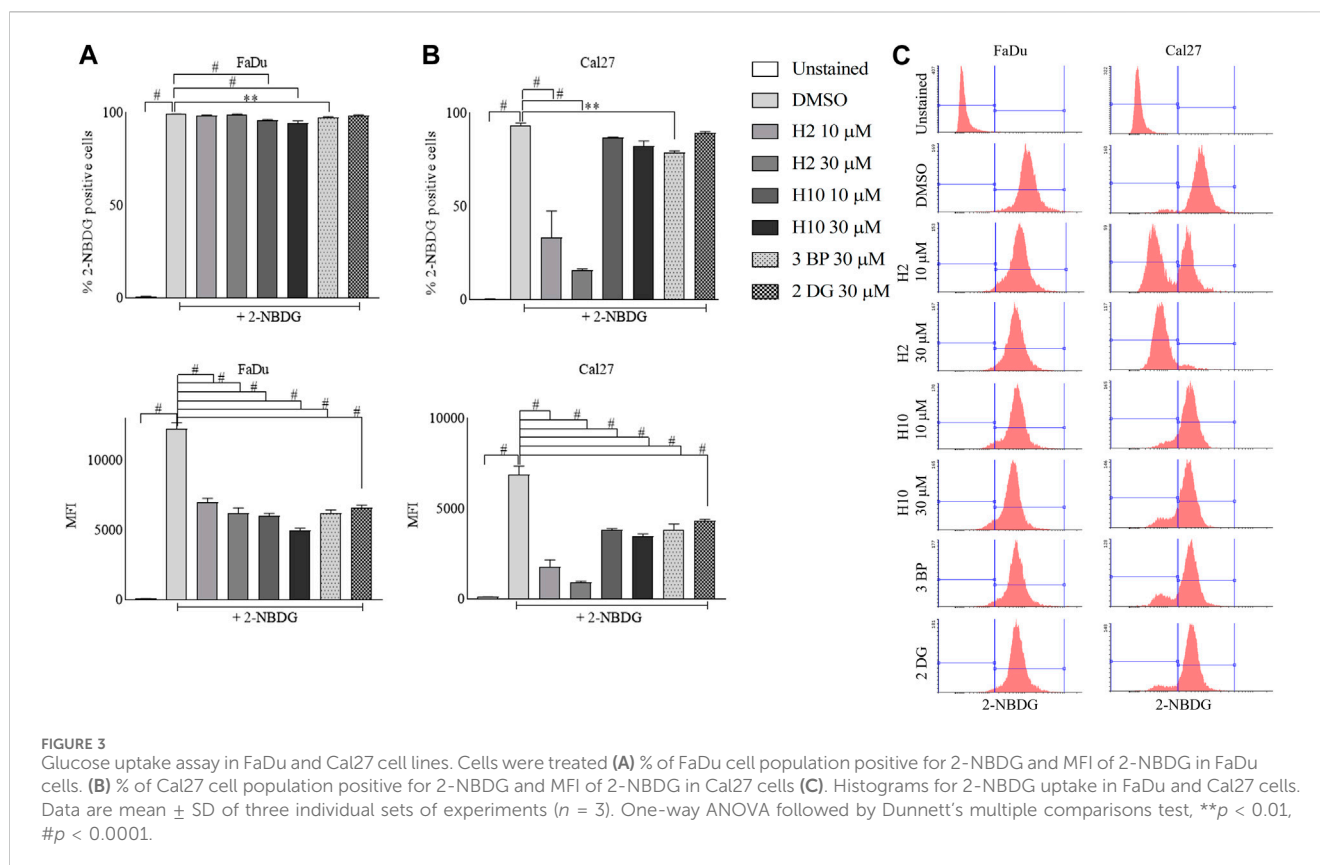 A
FaDu
#
#
#
**
100
50
0
% 2-NBDG positive cells
+ 2-NBDG
FaDu
#
#
#
#
#
#
#
10000
5000
0
MFI
+ 2-NBDG
B
Cal27
#
#
#
**
100
50
0
% 2-NBDG positive cells
+ 2-NBDG
Cal27
#
#
#
#
#
#
#
10000
5000
0
MFI
+ 2-NBDG
Unstained
DMSO
H2 10 μM
H2 30 μM
H10 10 μM
H10 30 μM
3 BP 30 μM
2 DG 30 μM
C
FaDu
Cal27
Unstained
DMSO
H2
10 μM
H2
30 μM
H10
10 μM
H10
30 μM
3 BP
2 DG
2-NBDG
2-NBDG
FIGURE 3
Glucose uptake assay in FaDu and Cal27 cell lines. Cells were treated (A) % of FaDu cell population positive for 2-NBDG and MFI of 2-NBDG in FaDu
cells. (B) % of Cal27 cell population positive for 2-NBDG and MFI of 2-NBDG in Cal27 cells (C). Histograms for 2-NBDG uptake in FaDu and Cal27 cells.
Data are mean ± SD of three individual sets of experiments (n = 3). One-way ANOVA followed by Dunnett's multiple comparisons test, **p < 0.01,
#p < 0.0001.